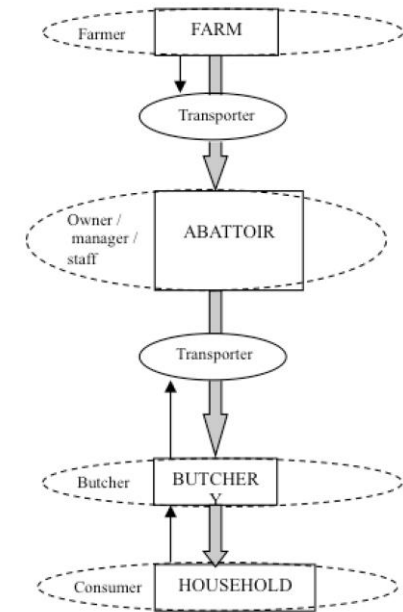 Farmer
FARM
Transporter
Owner /
manager /
staff
ABATTOIR
Transporter
Butcher
BUTCHER
Y
Consumer
HOUSEHOLD